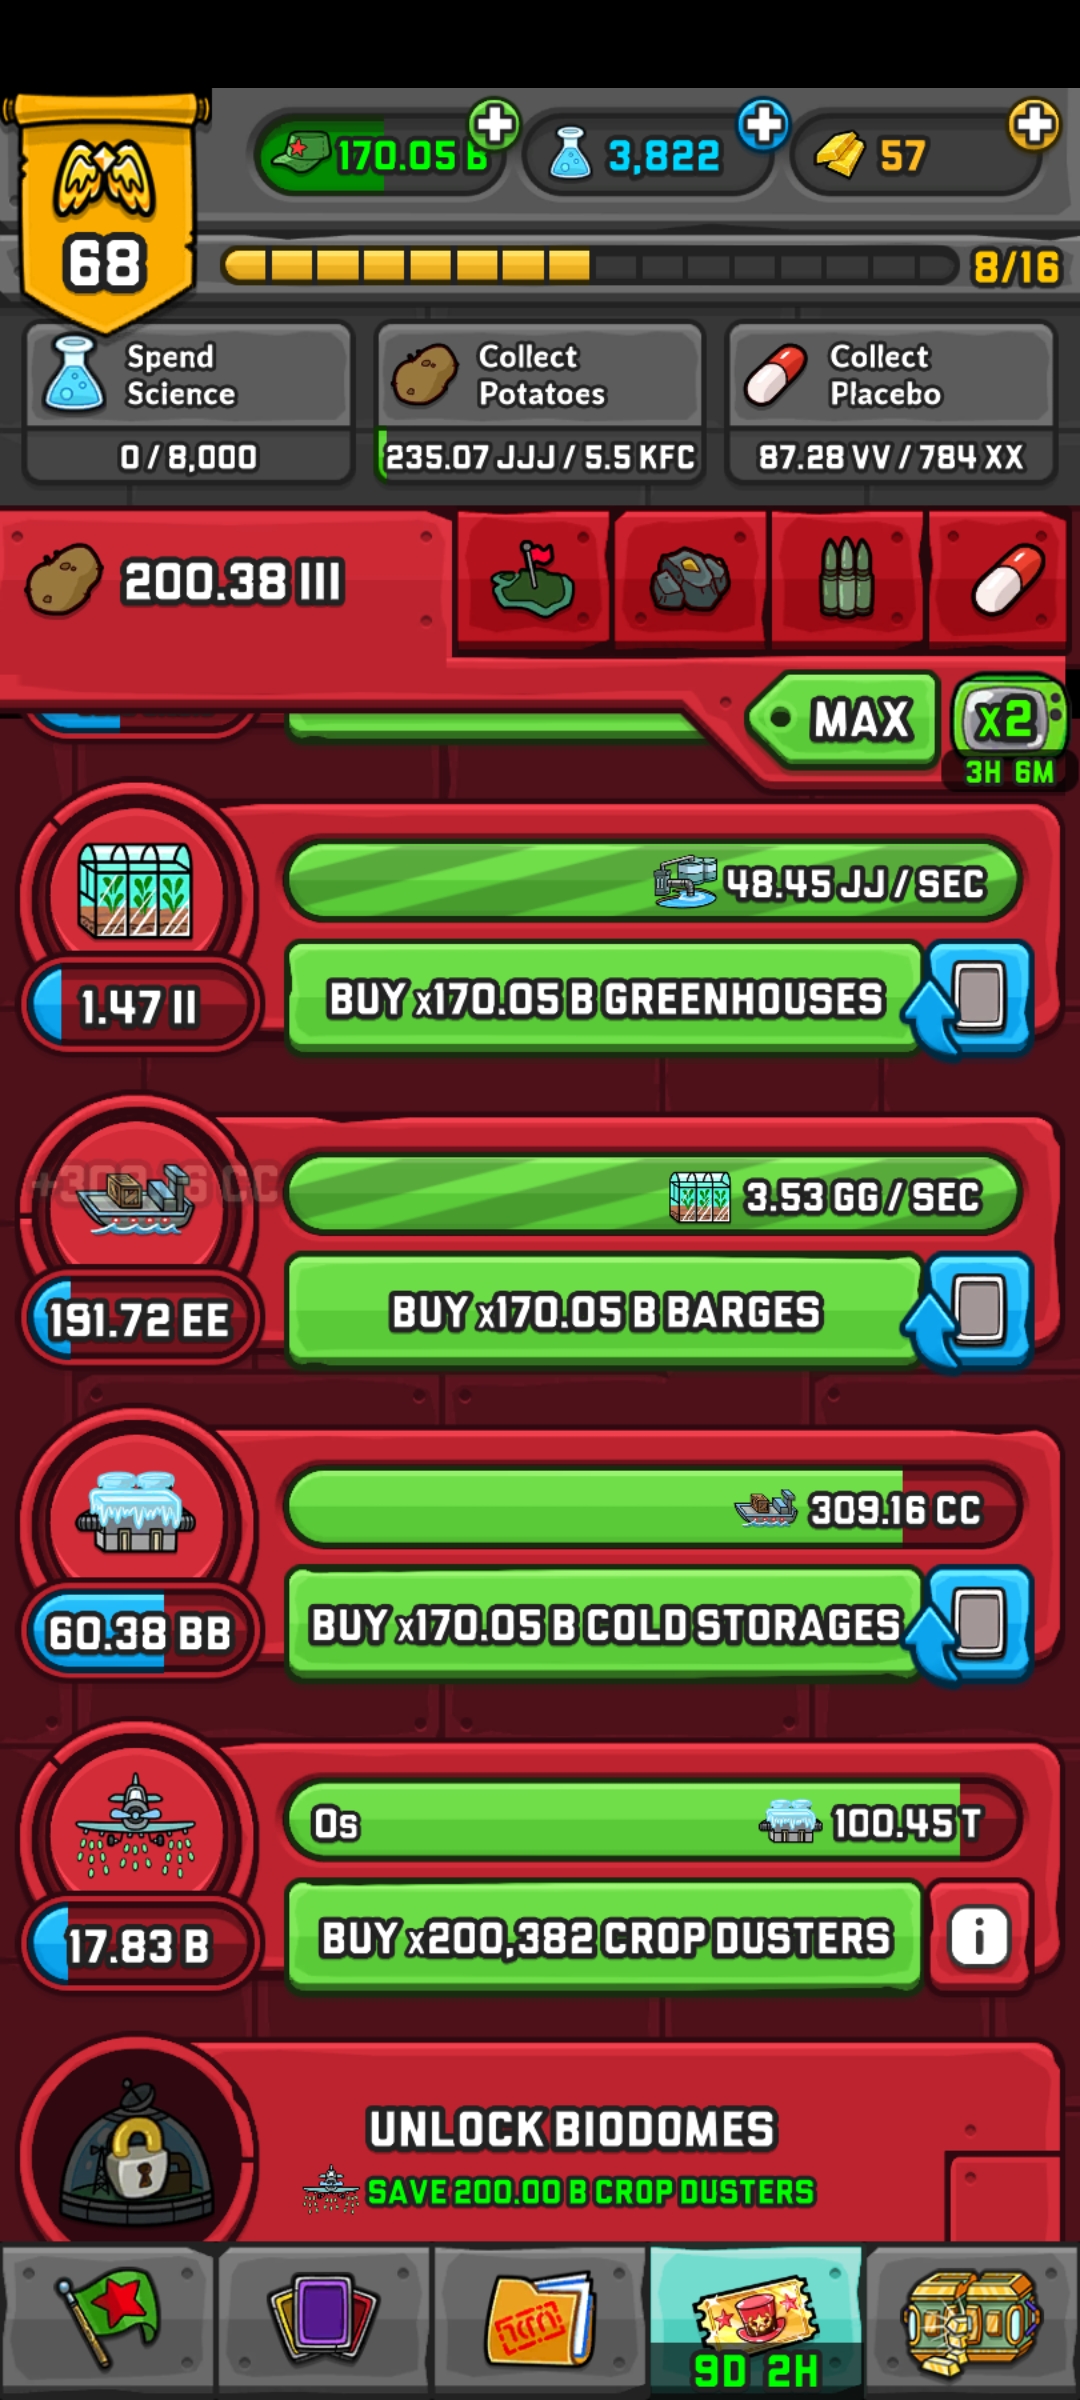 170.05 B
3,822
57
68
8/16
Spend
Science
0 / 8,000
Collect
Potatoes
235.07 JJJ / 5.5 KFC
Collect
Placebo
87.28 VV / 784 XX
200.38 III
MAX
x2
3H 6M
48.45 JJ / SEC
1.47 II
BUY x170.05 B GREENHOUSES
+309.16 CC
3.53 GG / SEC
191.72 EE
BUY x170.05 B BARGES
309.16 CC
60.38 BB
BUY x170.05 B COLD STORAGES
0s
100.45 T
17.83 B
BUY x200,382 CROP DUSTERS
i
UNLOCK BIODOMES
SAVE 200.00 B CROP DUSTERS
9D 2H